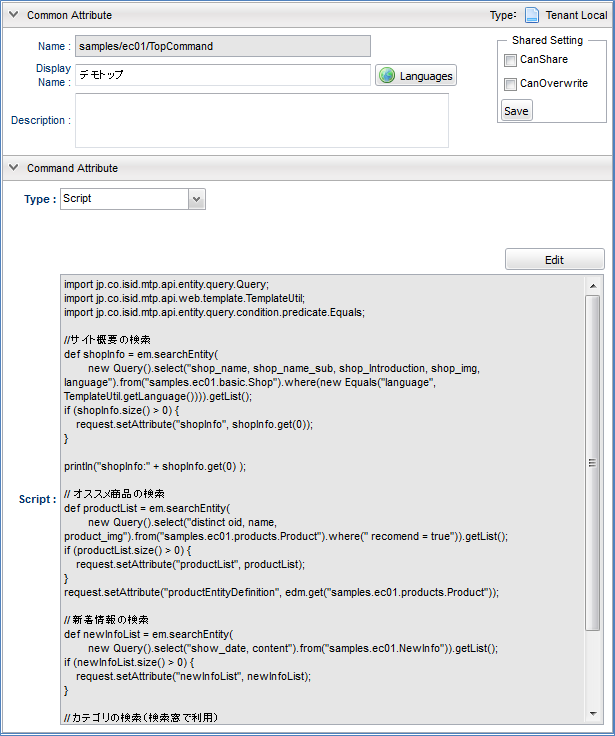 Common Attribute
Type: Tenant Local
Name : samples/ec01/TopCommand
Display Name : デモトップ Languages
Description :
Shared Setting
CanShare
CanOverwrite
Save
Command Attribute
Type : Script
Edit
Script :
import jp.co.isid.mtp.api.entity.query.Query;
import jp.co.isid.mtp.api.web.template.TemplateUtil;
import jp.co.isid.mtp.api.entity.query.condition.predicate.Equals;
//サイト概要の検索
def shopInfo = em.searchEntity(
new Query().select("shop_name, shop_name_sub, shop_Introduction, shop_img,
language").from("samples.ec01.basic.Shop").where(new Equals("language",
TemplateUtil.getLanguage()))).getList();
if (shopInfo.size() > 0) {
request.setAttribute("shopInfo", shopInfo.get(0));
}
println("shopInfo:" + shopInfo.get(0) );
// オススメ商品の検索
def productList = em.searchEntity(
new Query().select("distinct oid, name,
product_img").from("samples.ec01.products.Product").where(" recomend = true")).getList();
if (productList.size() > 0) {
request.setAttribute("productList", productList);
}
request.setAttribute("productEntityDefinition", edm.get("samples.ec01.products.Product"));
// 新着情報の検索
def newInfoList = em.searchEntity(
new Query().select("show_date, content").from("samples.ec01.NewInfo")).getList();
if (newInfoList.size() > 0) {
request.setAttribute("newInfoList", newInfoList);
}
//カテゴリの検索（検索窓で利用）